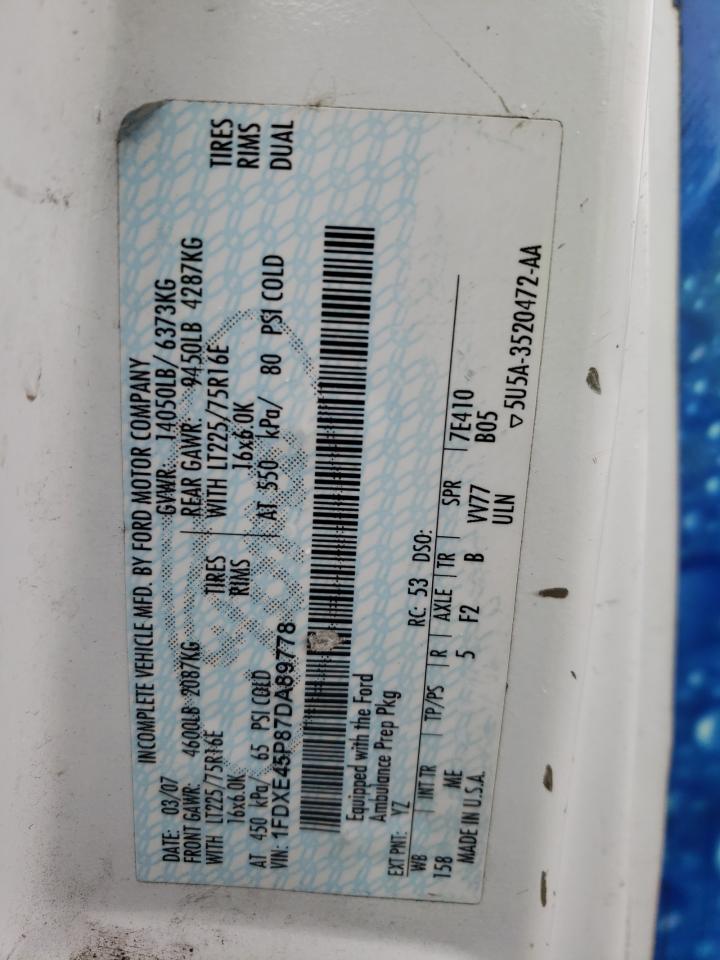 INCOMPLETE VEHICLE MFD. BY FORD MOTOR COMPANY
DATE: 03/07 GVWR: 14050LB/ 6373KG
FRONT GAWR: 4600LB 2087KG REAR GAWR: 9450LB 4287KG
WITH LT225/75R16E TIRES WITH LT225/75R16E TIRES
16x6.0K RIMS 16x6.0K RIMS
AT 450 kPa/ 65 PSI COLD AT 550 kPa/ 80 PSI COLD DUAL
VIN: 1FDXE45P87DA89778
Equipped with the Ford
Ambulance Prep Pkg
EXT PNT: YZ RC: 53 DSO:
WB INT TR TP/PS R AXLE TR SPR 7E410
158 ME 5 F2 B VV77 B05
MADE IN U.S.A. ULN
▽5U5A-3520472-AA